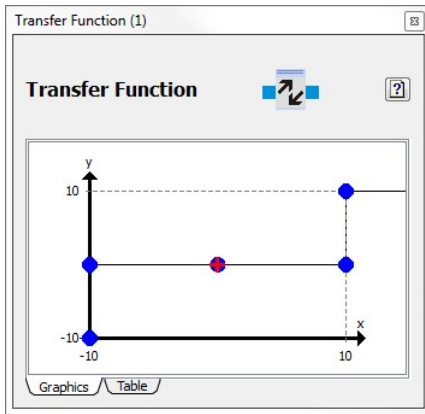 Transfer Function (1)
Transfer Function
y
10
-10
x
-10
10
Graphics
Table